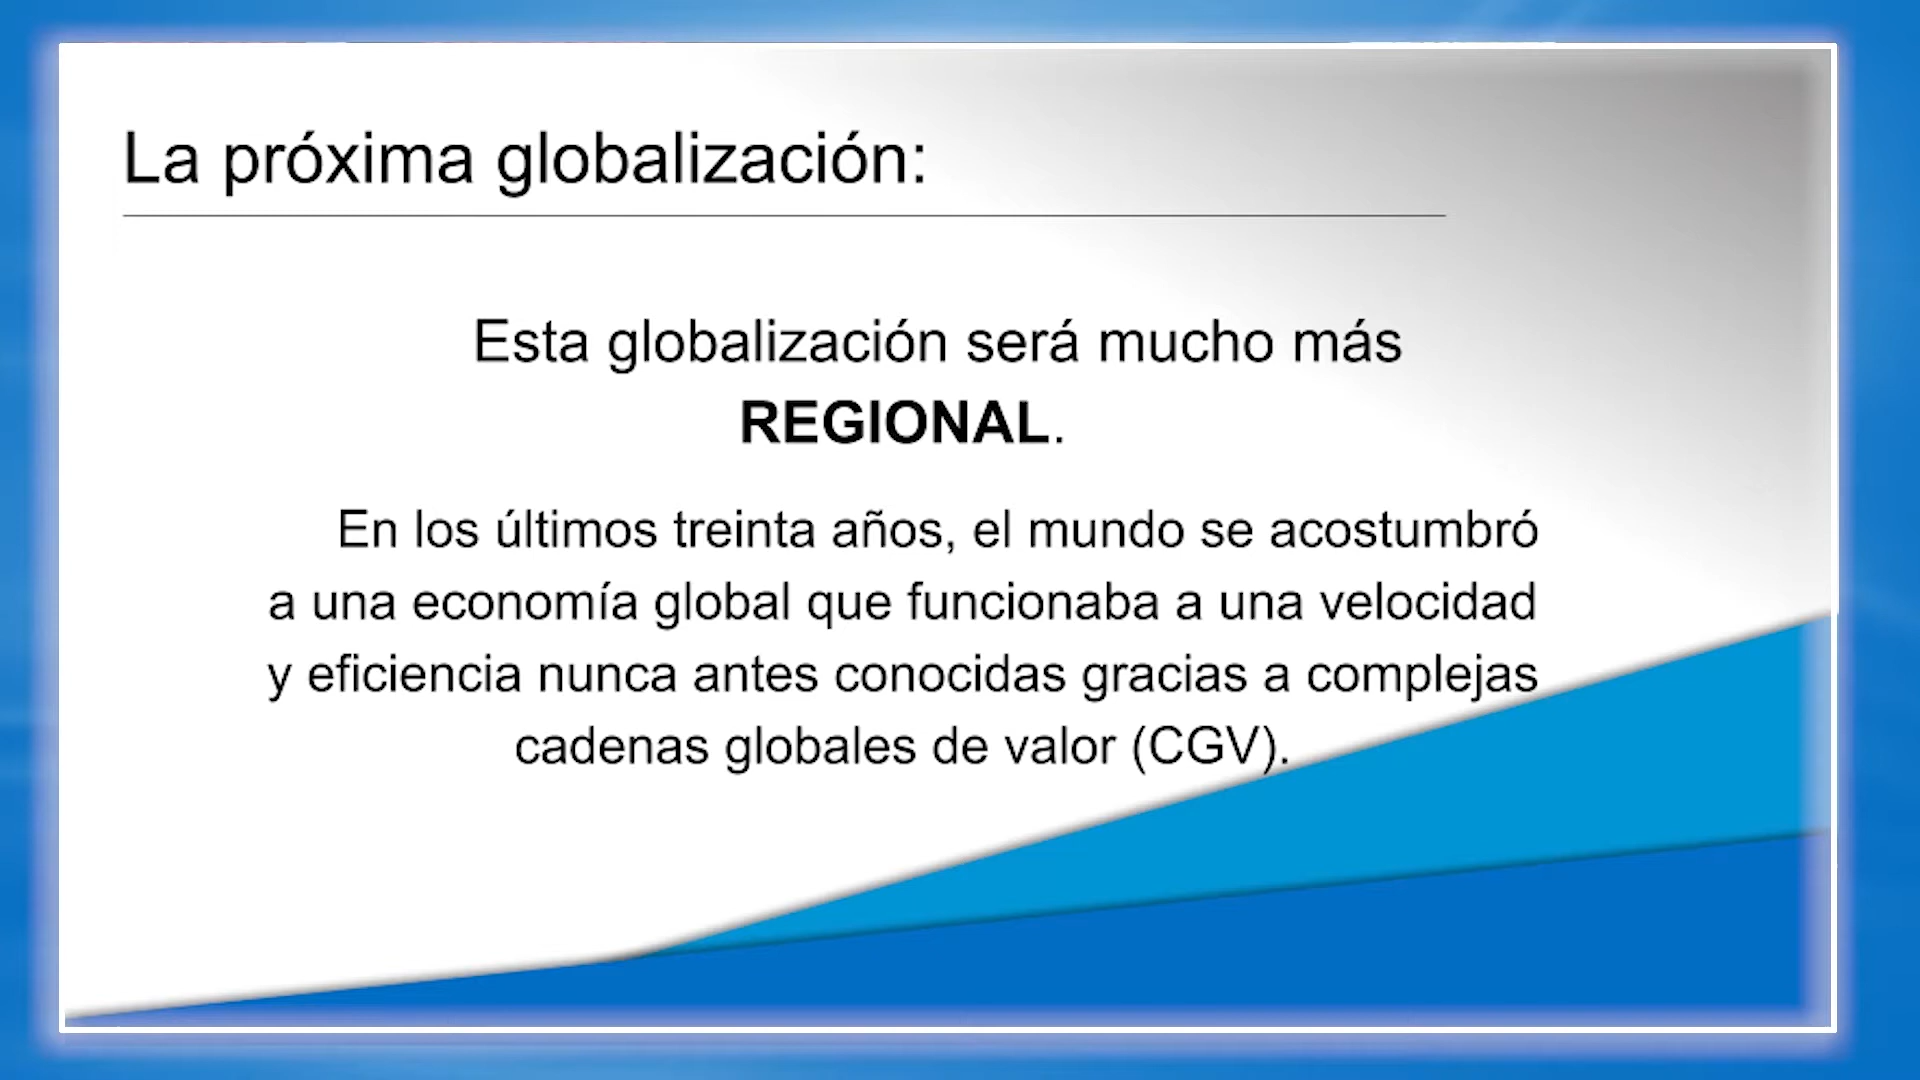 La próxima globalización:
Esta globalización será mucho más
REGIONAL.
En los últimos treinta años, el mundo se acostumbró
a una economía global que funcionaba a una velocidad
y eficiencia nunca antes conocidas gracias a complejas
cadenas globales de valor (CGV).